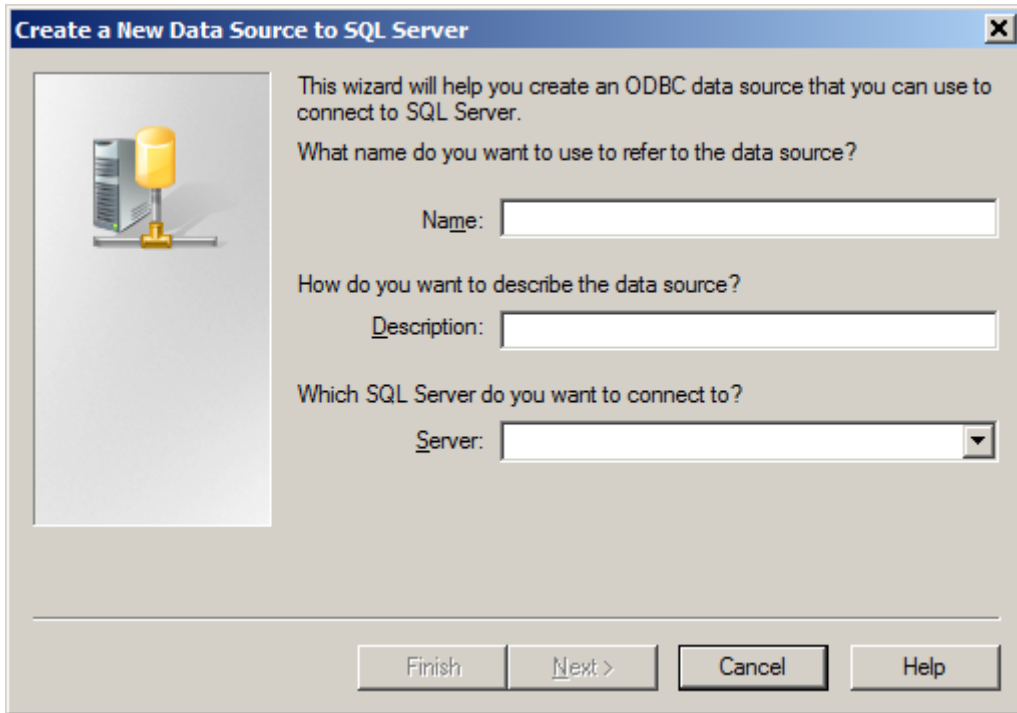 Create a New Data Source to SQL Server
This wizard will help you create an ODBC data source that you can use to
connect to SQL Server.
What name do you want to use to refer to the data source?
Name:
How do you want to describe the data source?
Description:
Which SQL Server do you want to connect to?
Server:
Finish
Next >
Cancel
Help